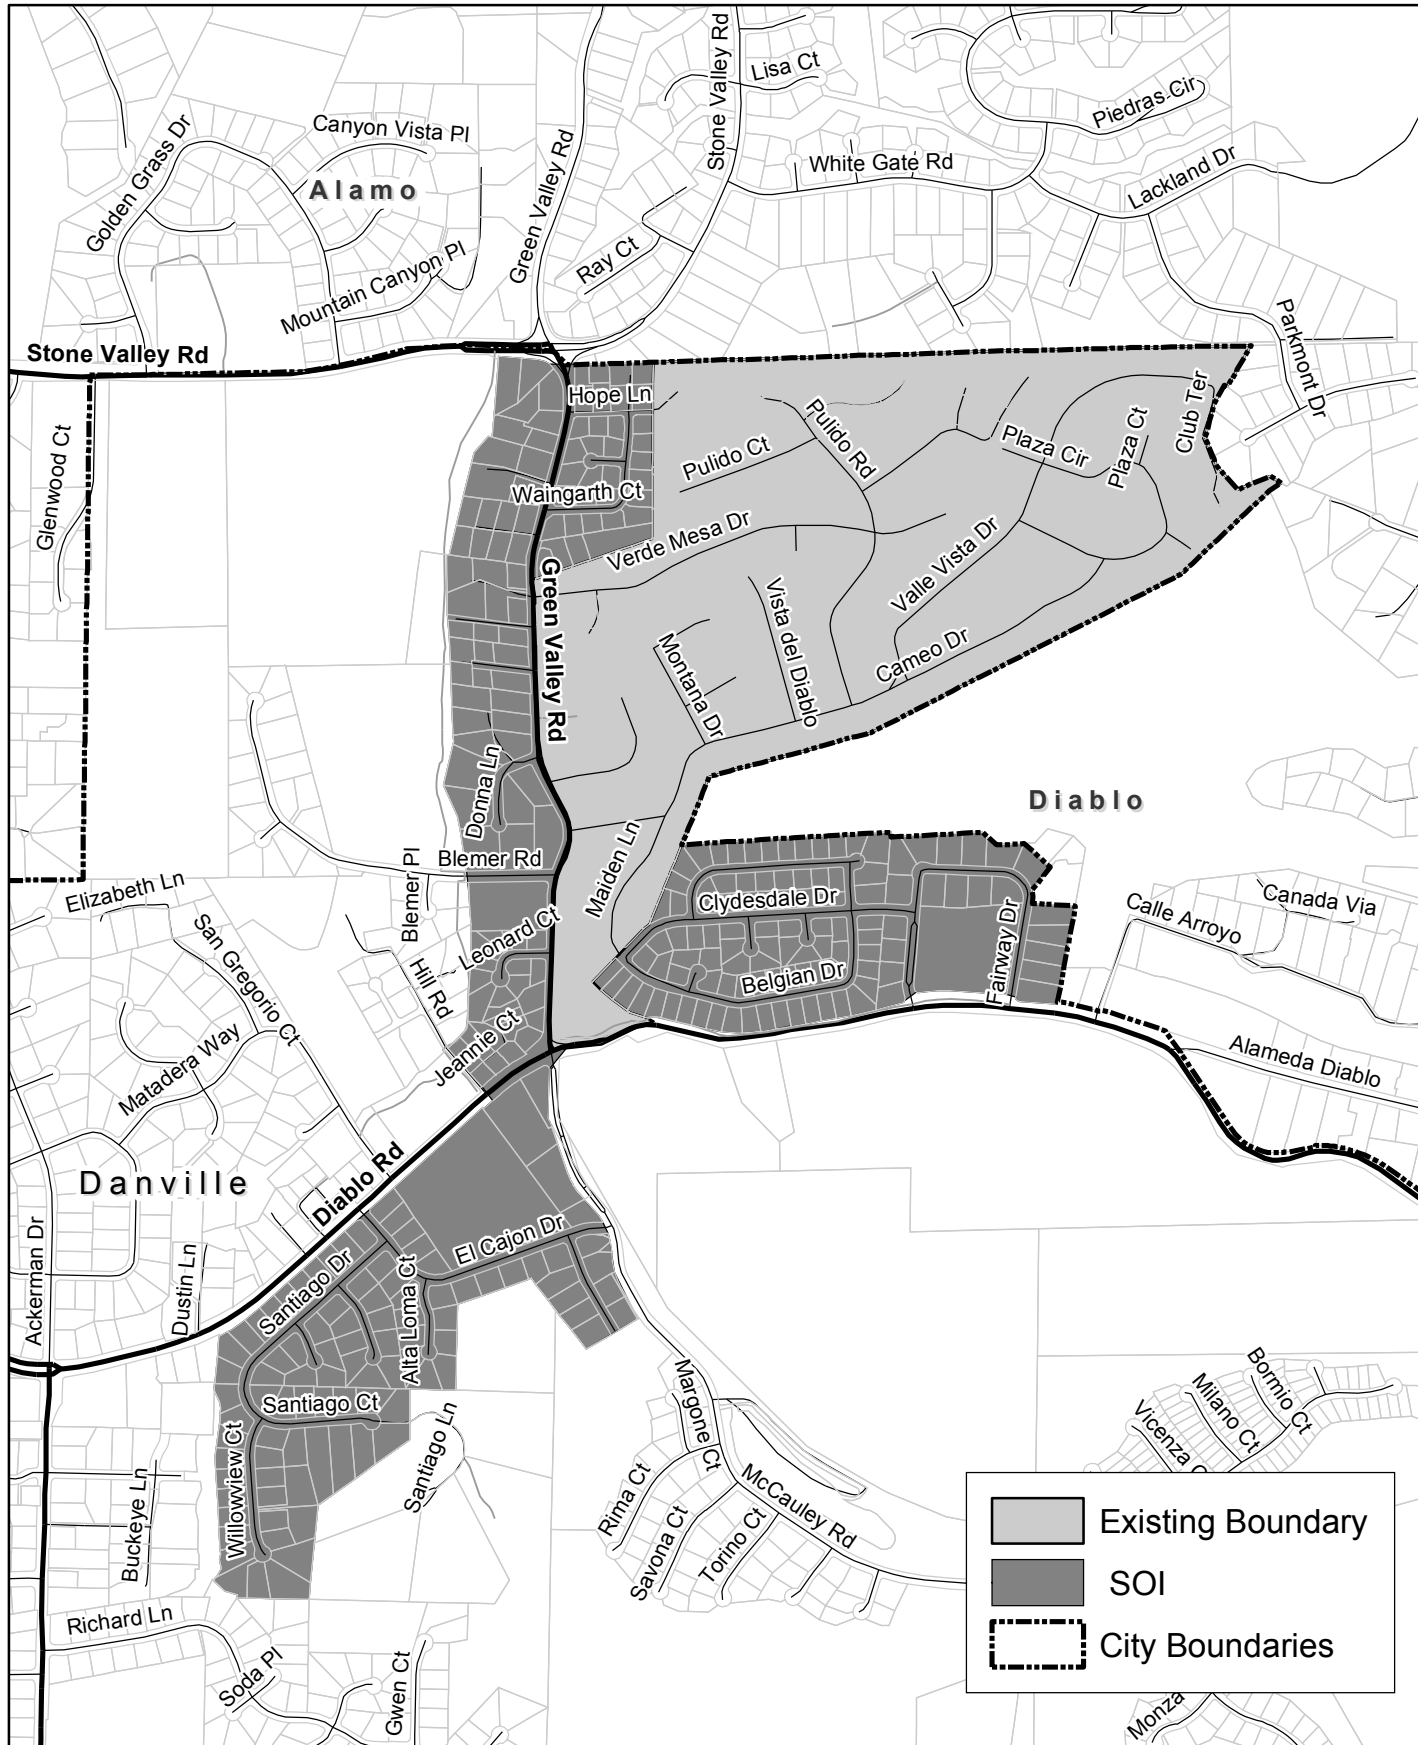 Stone Valley Rd
Lisa Ct
Piedras Cir
Canyon Vista Pl
Golden Grass Dr
Green Valley Rd
White Gate Rd
Lackland Dr
Alamo
Ray Ct
Mountain Canyon Pl
Parkmont Dr
Stone Valley Rd
Hope Ln
Club Ter
Pulido Rd
Plaza Ct
Plaza Cir
Pulido Ct
Glenwood Ct
Waingarth Ct
Verde Mesa Dr
Valle Vista Dr
Green Valley Rd
Vista del Diablo
Montana Dr
Cameo Dr
Donna Ln
Diablo
Blemer Rd
Maiden Ln
Blemer Pl
Elizabeth Ln
Clydesdale Dr
Canada Via
Calle Arroyo
San Gregorio Ct
Leonard Ct
Hill Rd
Belgian Dr
Fairway Dr
Jeannie Ct
Matadera Way
Alameda Diablo
Danville
Diablo Rd
El Cajon Dr
Ackerman Dr
Dustin Ln
Santiago Dr
Alta Loma Ct
Santiago Ct
Santiago Ln
Margone Ct
Bormio Ct
Milano Ct
Vicenza C
Willowview Ct
Buckeye Ln
Rima Ct
Savona Ct
Torino Ct
McCauley Rd
Existing Boundary
SOI
City Boundaries
Richard Ln
Soda Pl
Gwen Ct
Monza